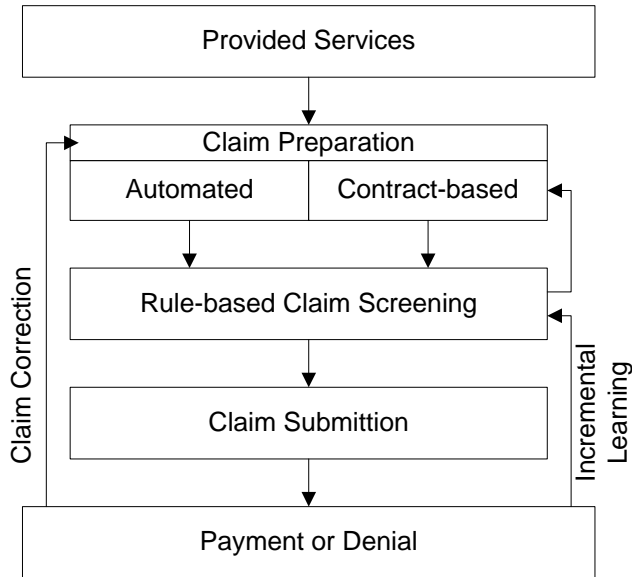 Provided Services
Claim Preparation
Automated
Contract-based
Rule-based Claim Screening
Claim Submittion
Payment or Denial
Claim Correction
Incremental
Learning